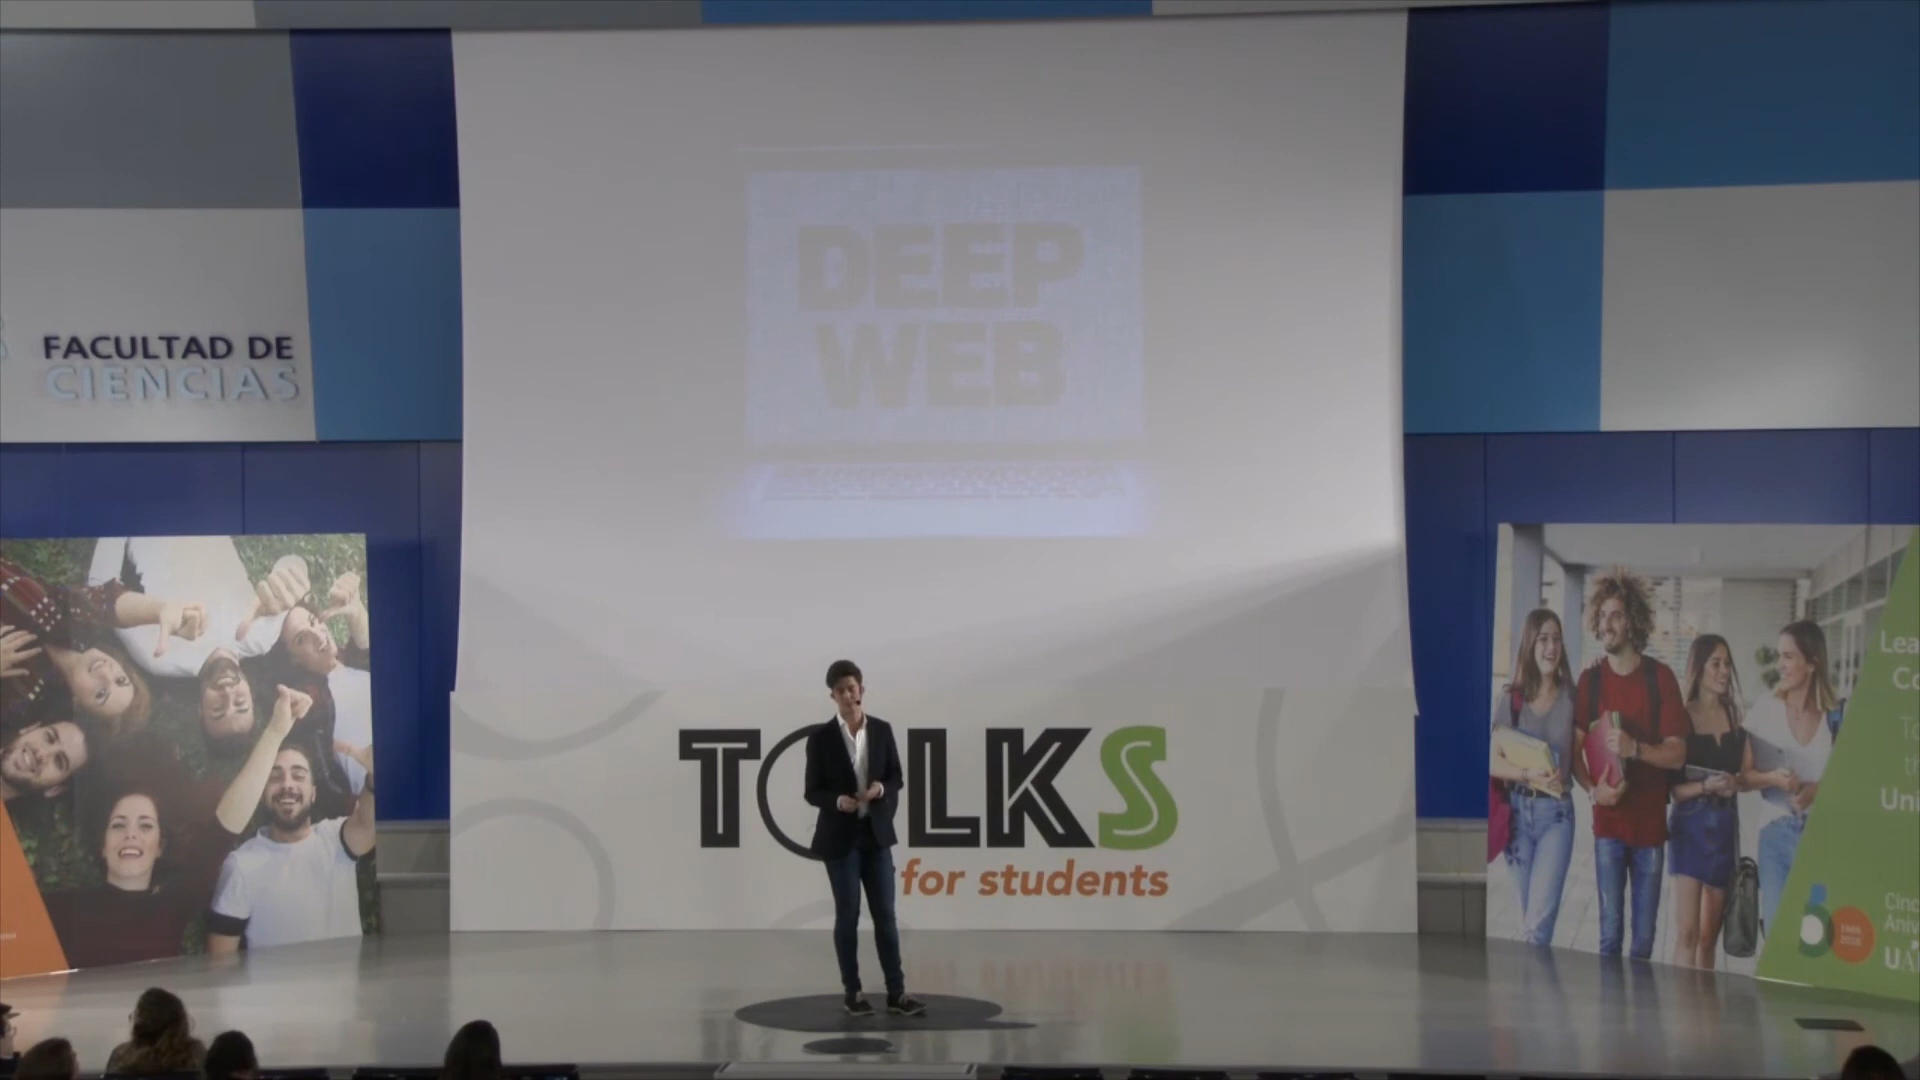 DEEP
WEB
FACULTAD DE
CIENCIAS
TALKS
for students